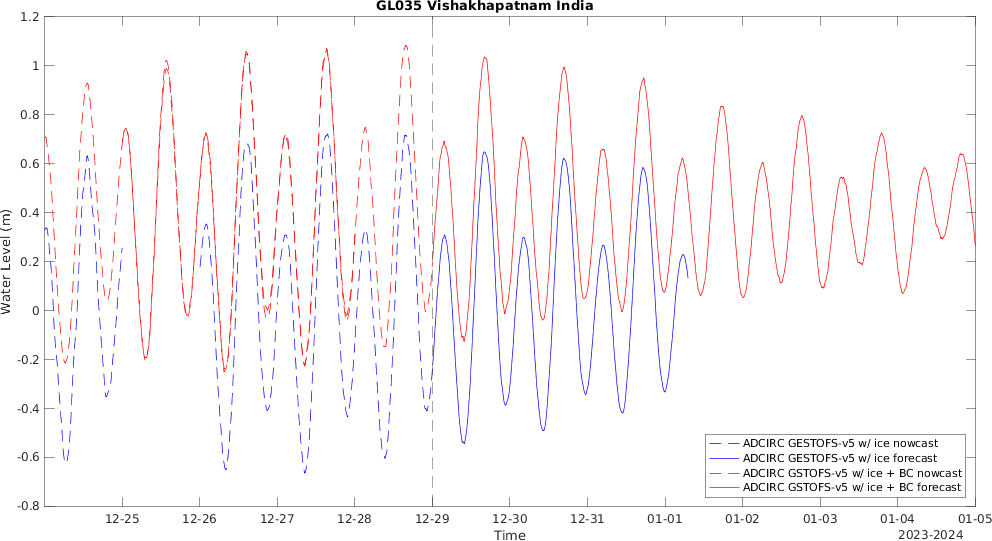 GL035 Vishakhapatnam India
Water Level (m)
1.2
1
0.8
0.6
0.4
0.2
0
-0.2
-0.4
-0.6
-0.8
ADCIRC GESTOFS-v5 w/ ice nowcast
ADCIRC GESTOFS-v5 w/ ice forecast
ADCIRC GSTOFS-v5 w/ ice + BC nowcast
ADCIRC GSTOFS-v5 w/ ice + BC forecast
12-25 12-26 12-27 12-28 12-29 12-30 12-31 01-01 01-02 01-03 01-04 01-05
Time
2023-2024